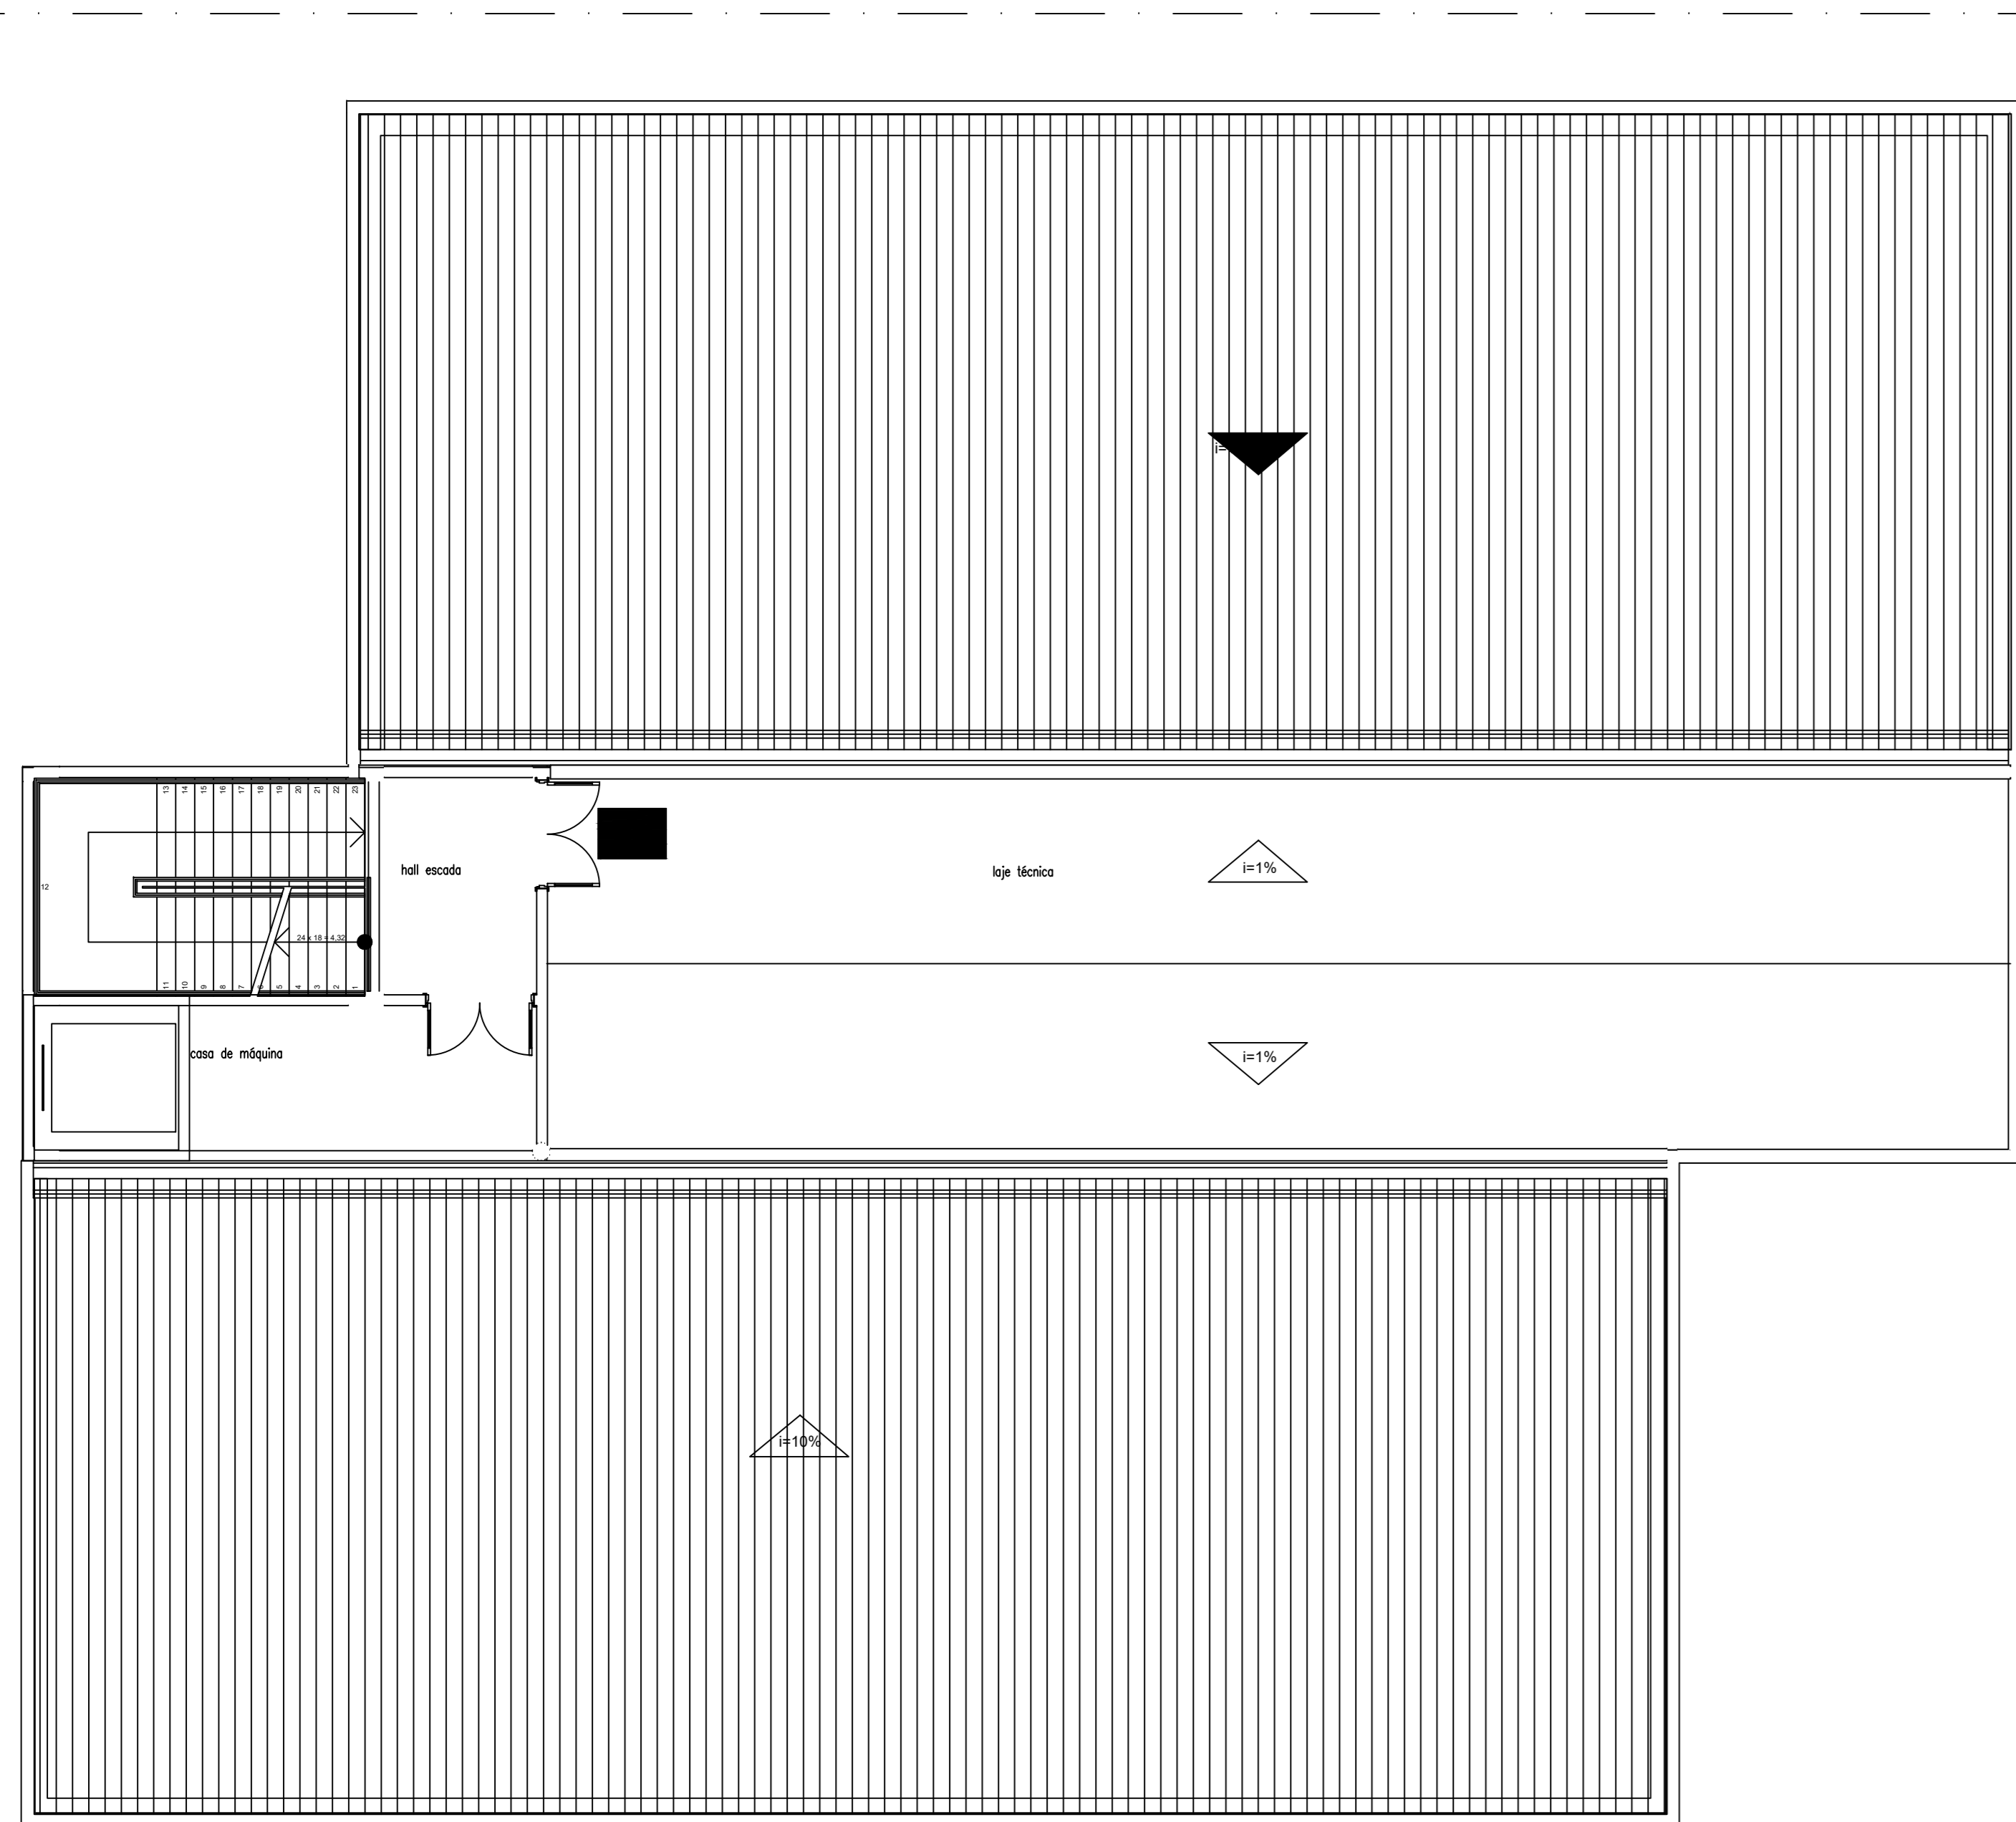 i=
13 14 15 16 17 18 19 20 21 22 23
hall escada
laje técnica
i=1%
12
24 x 18 = 4,32
11 10 9 8 7 6 5 4 3 2 1
casa de máquina
i=1%
i=10%